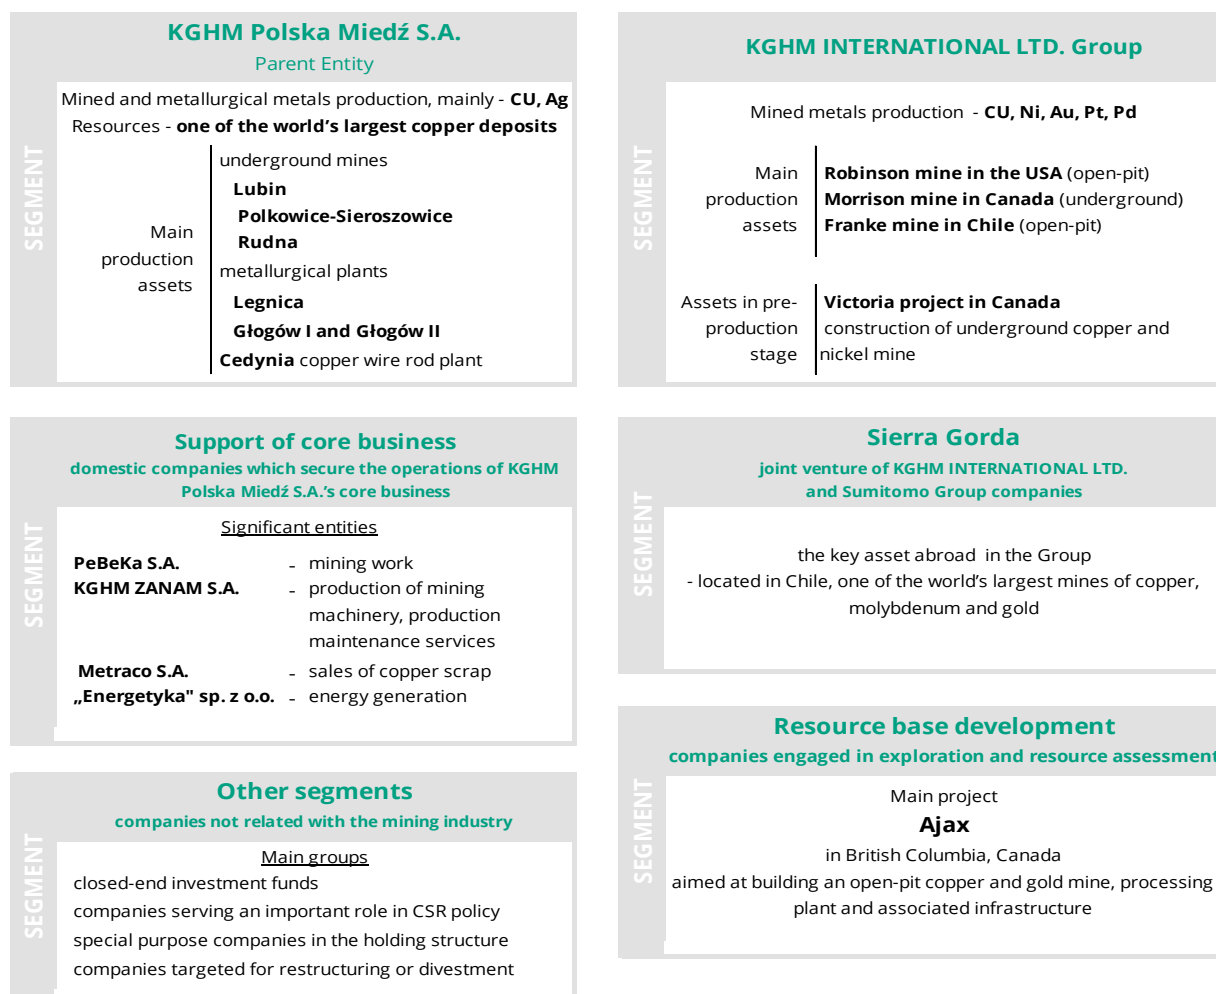 KGHM Polska Miedź S.A.
Parent Entity
SEGMENT
Mined and metallurgical metals production, mainly - CU, Ag
Resources - one of the world's largest copper deposits
Main
production
assets
underground mines
Lubin
Polkowice-Sieroszowice
Rudna
metallurgical plants
Legnica
Głogów I and Głogów II
Cedynia copper wire rod plant
KGHM INTERNATIONAL LTD. Group
SEGMENT
Mined metals production - CU, Ni, Au, Pt, Pd
Main
production
assets
Robinson mine in the USA (open-pit)
Morrison mine in Canada (underground)
Franke mine in Chile (open-pit)
Assets in pre-
production
stage
Victoria project in Canada
construction of underground copper and
nickel mine
Support of core business
domestic companies which secure the operations of KGHM
Polska Miedź S.A.'s core business
SEGMENT
Significant entities
PeBeKa S.A. - mining work
KGHM ZANAM S.A. - production of mining
machinery, production
maintenance services
Metraco S.A. - sales of copper scrap
„Energetyka" sp. z o.o. - energy generation
Sierra Gorda
joint venture of KGHM INTERNATIONAL LTD.
and Sumitomo Group companies
SEGMENT
the key asset abroad in the Group
- located in Chile, one of the world's largest mines of copper,
molybdenum and gold
Resource base development
companies engaged in exploration and resource assessment
SEGMENT
Main project
Ajax
in British Columbia, Canada
aimed at building an open-pit copper and gold mine, processing
plant and associated infrastructure
Other segments
companies not related with the mining industry
SEGMENT
Main groups
closed-end investment funds
companies serving an important role in CSR policy
special purpose companies in the holding structure
companies targeted for restructuring or divestment